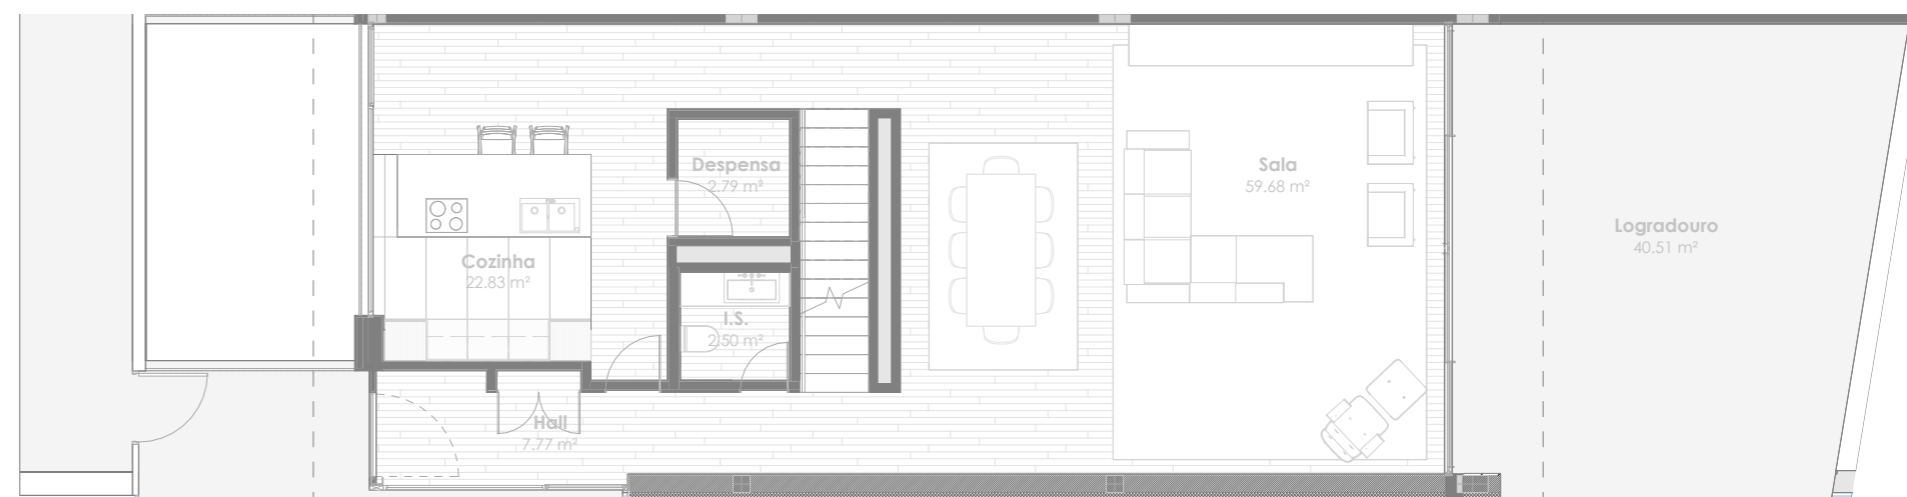 Despensa
2.79 m²
Sala
59.68 m²
Logradouro
40.51 m²
Cozinha
22.83 m²
I.S.
2.50 m²
Hall
7.77 m²